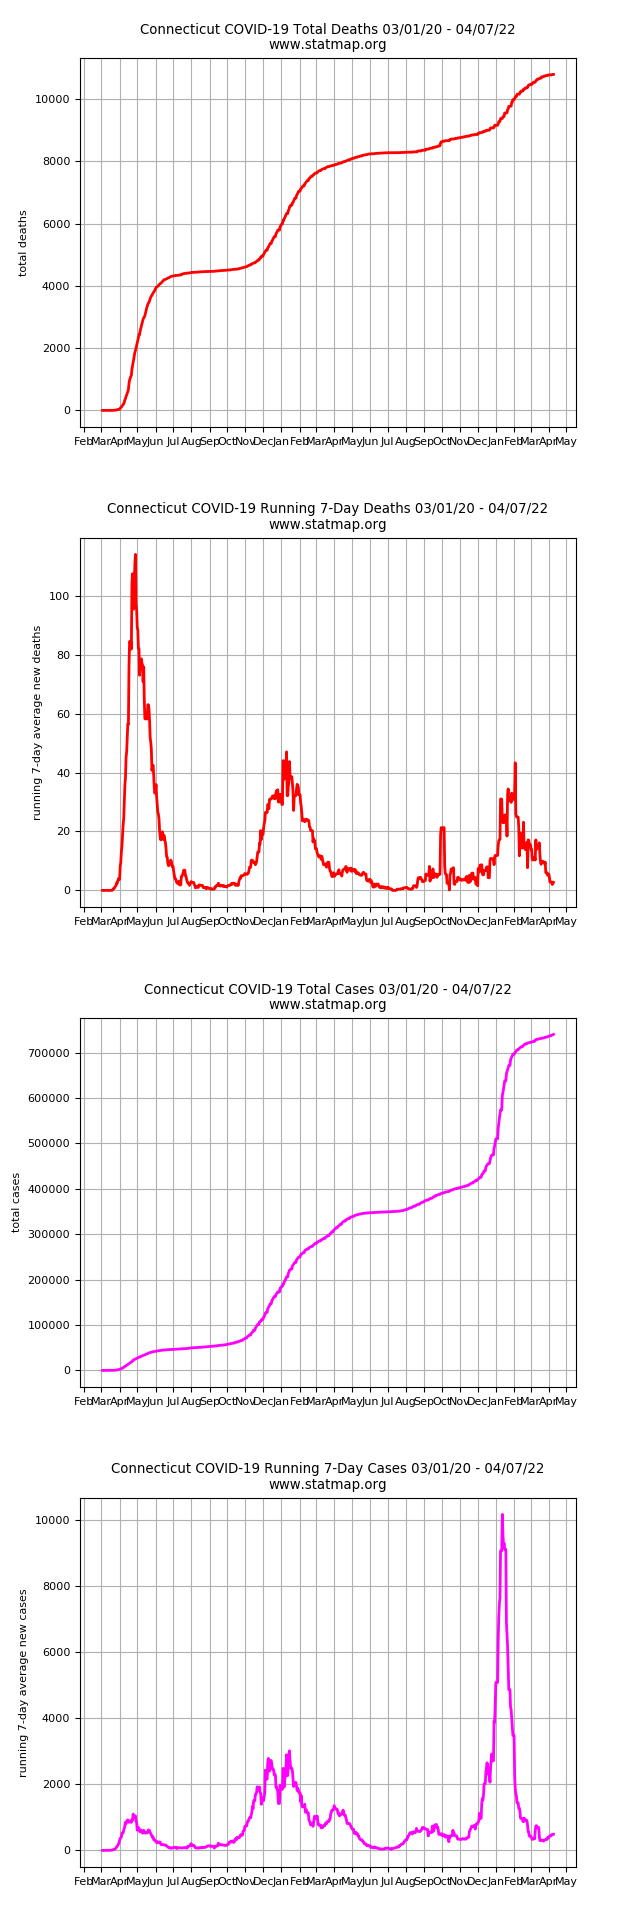 Connecticut COVID-19 Total Deaths 03/01/20 - 04/07/22
www.statmap.org
total deaths
10000
8000
6000
4000
2000
0
Feb Mar Apr May Jun Jul Aug Sep Oct Nov Dec Jan Feb Mar Apr May Jun Jul Aug Sep Oct Nov Dec Jan Feb Mar Apr May
Connecticut COVID-19 Running 7-Day Deaths 03/01/20 - 04/07/22
www.statmap.org
running 7-day average new deaths
100
80
60
40
20
0
Feb Mar Apr May Jun Jul Aug Sep Oct Nov Dec Jan Feb Mar Apr May Jun Jul Aug Sep Oct Nov Dec Jan Feb Mar Apr May
Connecticut COVID-19 Total Cases 03/01/20 - 04/07/22
www.statmap.org
total cases
700000
600000
500000
400000
300000
200000
100000
0
Feb Mar Apr May Jun Jul Aug Sep Oct Nov Dec Jan Feb Mar Apr May Jun Jul Aug Sep Oct Nov Dec Jan Feb Mar Apr May
Connecticut COVID-19 Running 7-Day Cases 03/01/20 - 04/07/22
www.statmap.org
running 7-day average new cases
10000
8000
6000
4000
2000
0
Feb Mar Apr May Jun Jul Aug Sep Oct Nov Dec Jan Feb Mar Apr May Jun Jul Aug Sep Oct Nov Dec Jan Feb Mar Apr May